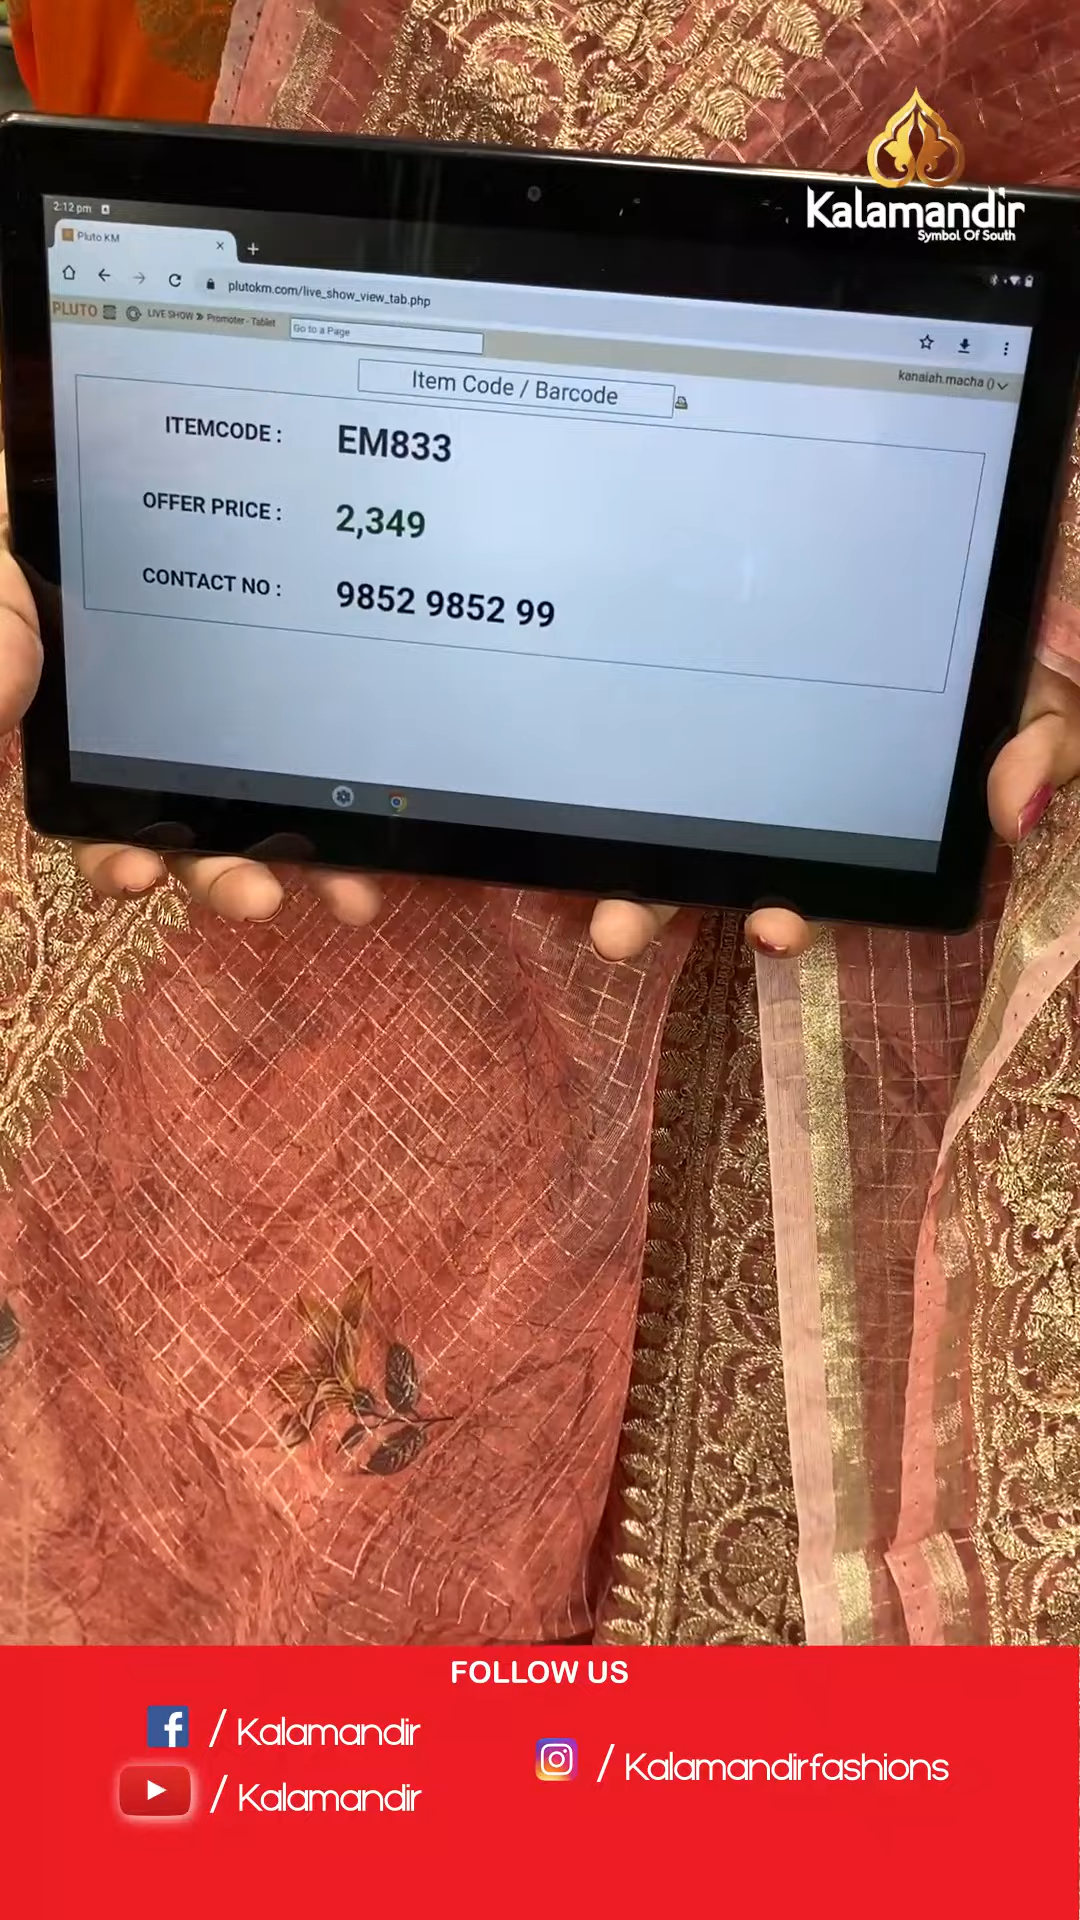 Kalamandir
Symbol Of South
2:12 pm
Pluto KM
plutokm.com/live_show_view_tab.php
PLUTO LIVE SHOW » Promoter - Tablet Go to a Page
kanaiah.macha ()
Item Code / Barcode
ITEMCODE : EM833
OFFER PRICE : 2,349
CONTACT NO : 9852 9852 99
FOLLOW US
/ Kalamandir
/ Kalamandirfashions
/ Kalamandir